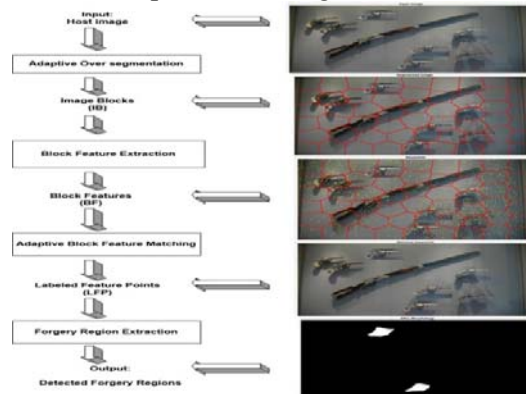 Input:
Host image
Adaptive Over segmentation
Image Blocks
(IB)
Block Feature Extraction
Block Features
(BF)
Adaptive Block Feature Matching
Labeled Feature Points
(LFP)
Forgery Region Extraction
Output:
Detected Forgery Regions